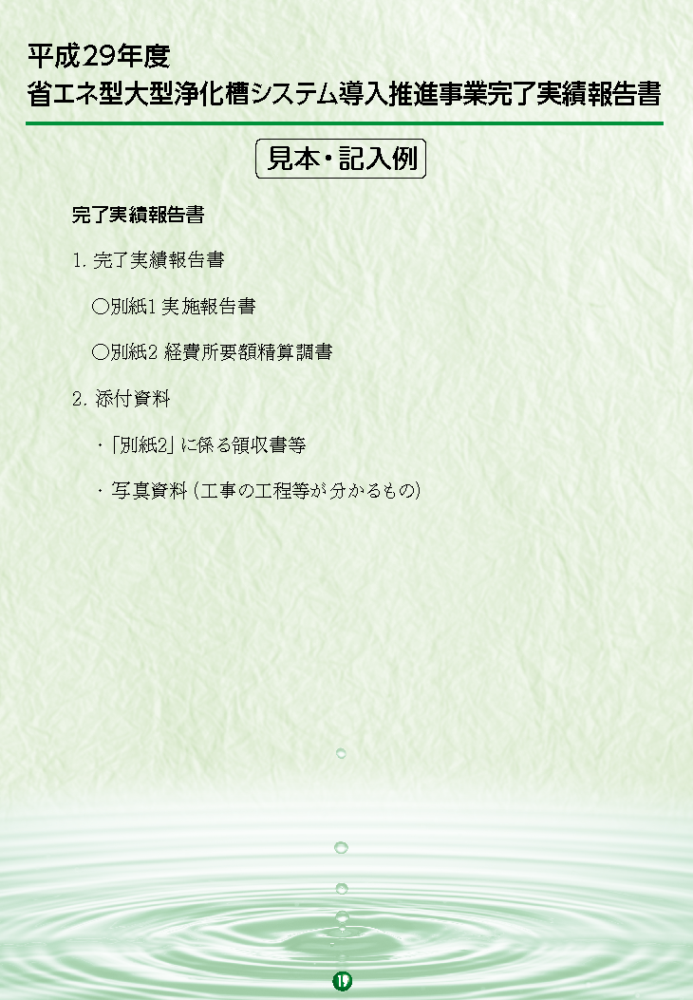 平成29年度
省エネ型大型浄化槽システム導入推進事業完了実績報告書
見本・記入例
完了実績報告書
1. 完了実績報告書
○別紙1 実施報告書
○別紙2 経費所要額精算調書
2. 添付資料
・「別紙2」に係る領収書等
・ 写真資料 (工事の工程等が分かるもの)
19